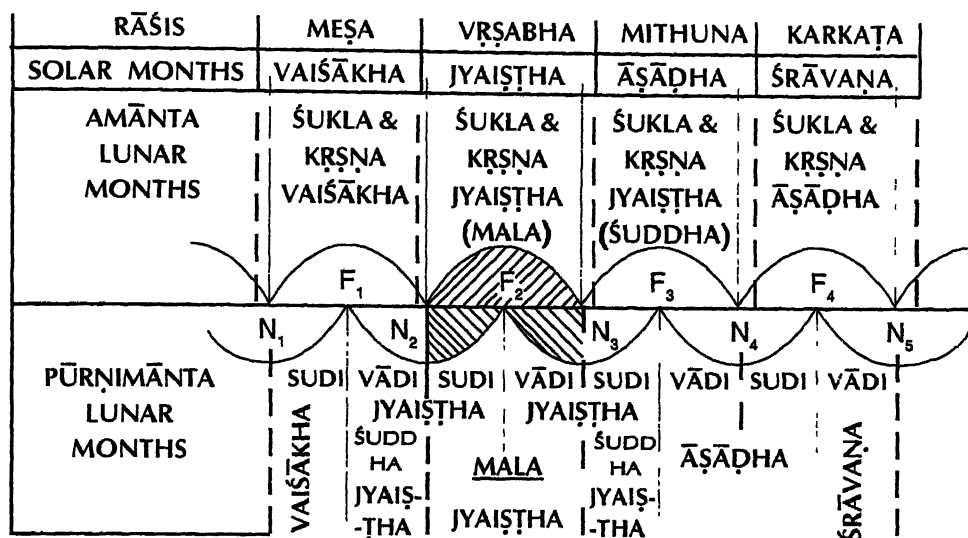 RĀŚIS MEṢA VṚṢABHA MITHUNA KARKAṬA
SOLAR MONTHS VAIŚĀKHA JYAIṢṬHA ĀṢĀḌHA ŚRĀVAṆA
AMĀNTA ŚUKLA & ŚUKLA & ŚUKLA & ŚUKLA &
LUNAR KṚṢṆA KṚṢṆA KṚṢṆA KṚṢṆA
MONTHS VAIŚĀKHA JYAIṢṬHA JYAIṢṬHA ĀṢĀḌHA
(MALA) (ŚUDDHA)
F₁ F₂ F₃ F₄
N₁ N₂ N₃ N₄ N₅
PŪRṆIMĀNTA SUDI VĀDI SUDI VĀDI SUDI VĀDI SUDI VĀDI
LUNAR JYAIṢṬHA JYAIṢṬHA
MONTHS VAIŚĀKHA ŚUDD ŚUDD ĀṢĀḌHA ŚRĀVAṆA
HA MALA HA
JYAIṢ- JYAIṢ-
-ṬHA JYAIṢṬHA -ṬHA